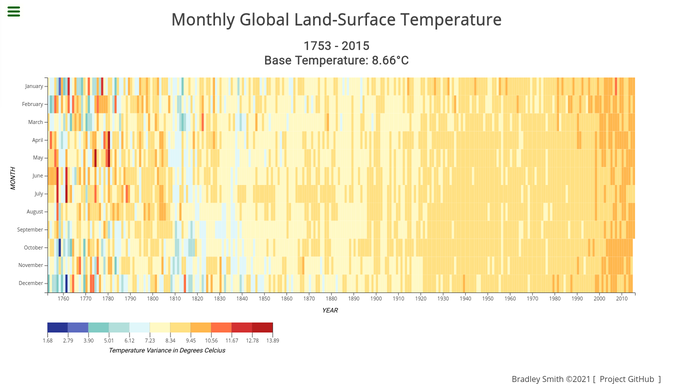 Monthly Global Land-Surface Temperature
1753 - 2015
Base Temperature: 8.66°C
January
February
March
April
May
June
July
August
September
October
November
December
MONTH
1760 1770 1780 1790 1800 1810 1820 1830 1840 1850 1860 1870 1880 1890 1900 1910 1920 1930 1940 1950 1960 1970 1980 1990 2000 2010
YEAR
1.68 2.79 3.90 5.01 6.12 7.23 8.34 9.45 10.56 11.67 12.78 13.89
Temperature Variance in Degrees Celcius
Bradley Smith ©2021 [ Project GitHub ]